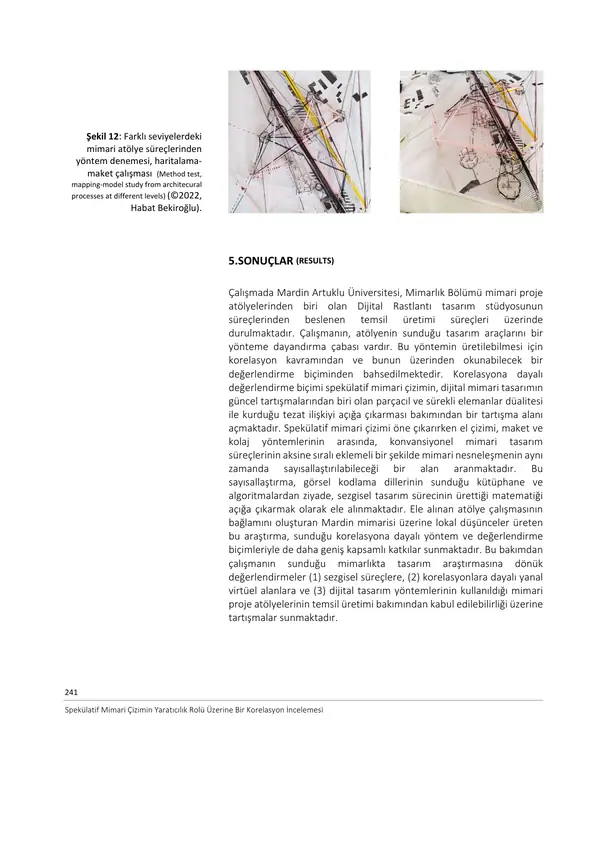 Şekil 12: Farklı seviyelerdeki
mimari atölye süreçlerinden
yöntem denemesi, haritalama-
maket çalışması (Method test,
mapping-model study from architecural
processes at different levels) (©2022,
Habat Bekiroğlu).
5.SONUÇLAR (RESULTS)
Çalışmada Mardin Artuklu Üniversitesi, Mimarlık Bölümü mimari proje
atölyelerinden biri olan Dijital Rastlantı tasarım stüdyosunun
süreçlerinden beslenen temsil üretimi süreçleri üzerinde
durulmaktadır. Çalışmanın, atölyenin sunduğu tasarım araçlarını bir
yönteme dayandırma çabası vardır. Bu yöntemin üretilebilmesi için
korelasyon kavramından ve bunun üzerinden okunabilecek bir
değerlendirme biçiminden bahsedilmektedir. Korelasyona dayalı
değerlendirme biçimi spekülatif mimari çizimin, dijital mimari tasarımın
güncel tartışmalarından biri olan parçacıl ve sürekli elemanlar düalitesi
ile kurduğu tezat ilişkiyi açığa çıkarması bakımından bir tartışma alanı
açmaktadır. Spekülatif mimari çizimi öne çıkarırken el çizimi, maket ve
kolaj yöntemlerinin arasında, konvansiyonel mimari tasarım
süreçlerinin aksine sıralı eklemeli bir şekilde mimari nesneleşmenin aynı
zamanda sayısallaştırılabileceği bir alan aranmaktadır. Bu
sayısallaştırma, görsel kodlama dillerinin sunduğu kütüphane ve
algoritmalardan ziyade, sezgisel tasarım sürecinin ürettiği matematiği
açığa çıkarmak olarak ele alınmaktadır. Ele alınan atölye çalışmasının
bağlamını oluşturan Mardin mimarisi üzerine lokal düşünceler üreten
bu araştırma, sunduğu korelasyona dayalı yöntem ve değerlendirme
biçimleriyle de daha geniş kapsamlı katkılar sunmaktadır. Bu bakımdan
çalışmanın sunduğu mimarlıkta tasarım araştırmasına dönük
değerlendirmeler (1) sezgisel süreçlere, (2) korelasyonlara dayalı yanal
virtüel alanlara ve (3) dijital tasarım yöntemlerinin kullanıldığı mimari
proje atölyelerinin temsil üretimi bakımından kabul edilebilirliği üzerine
tartışmalar sunmaktadır.
241
Spekülatif Mimari Çizimin Yaratıcılık Rolü Üzerine Bir Korelasyon İncelemesi